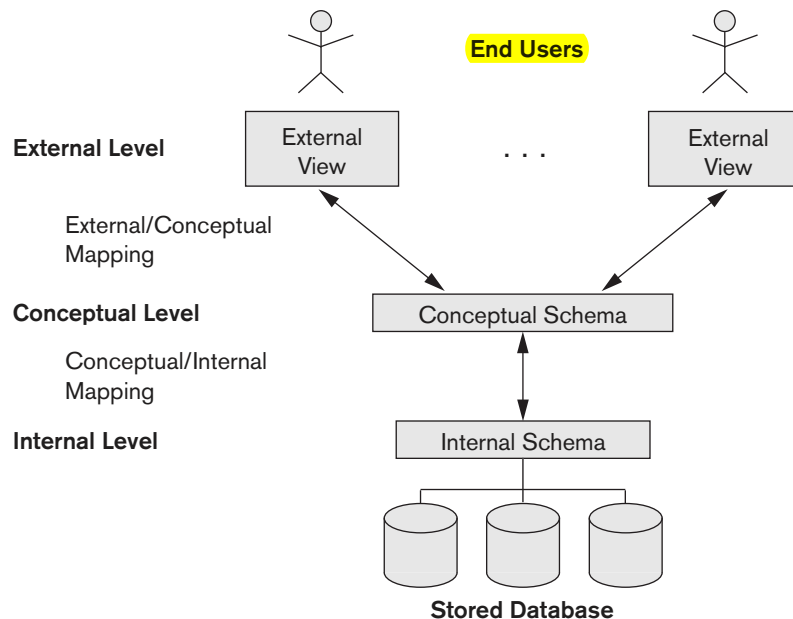 End Users
External Level
External
View
. . .
External
View
External/Conceptual
Mapping
Conceptual Level
Conceptual Schema
Conceptual/Internal
Mapping
Internal Level
Internal Schema
Stored Database